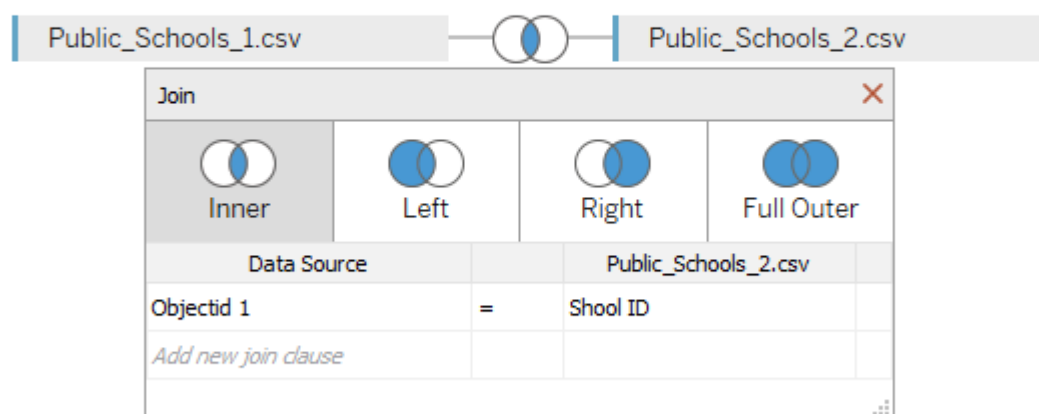 Public_Schools_1.csv Public_Schools_2.csv
Join
Inner Left Right Full Outer
Data Source Public_Schools_2.csv
Objectid 1 = Shool ID
Add new join clause